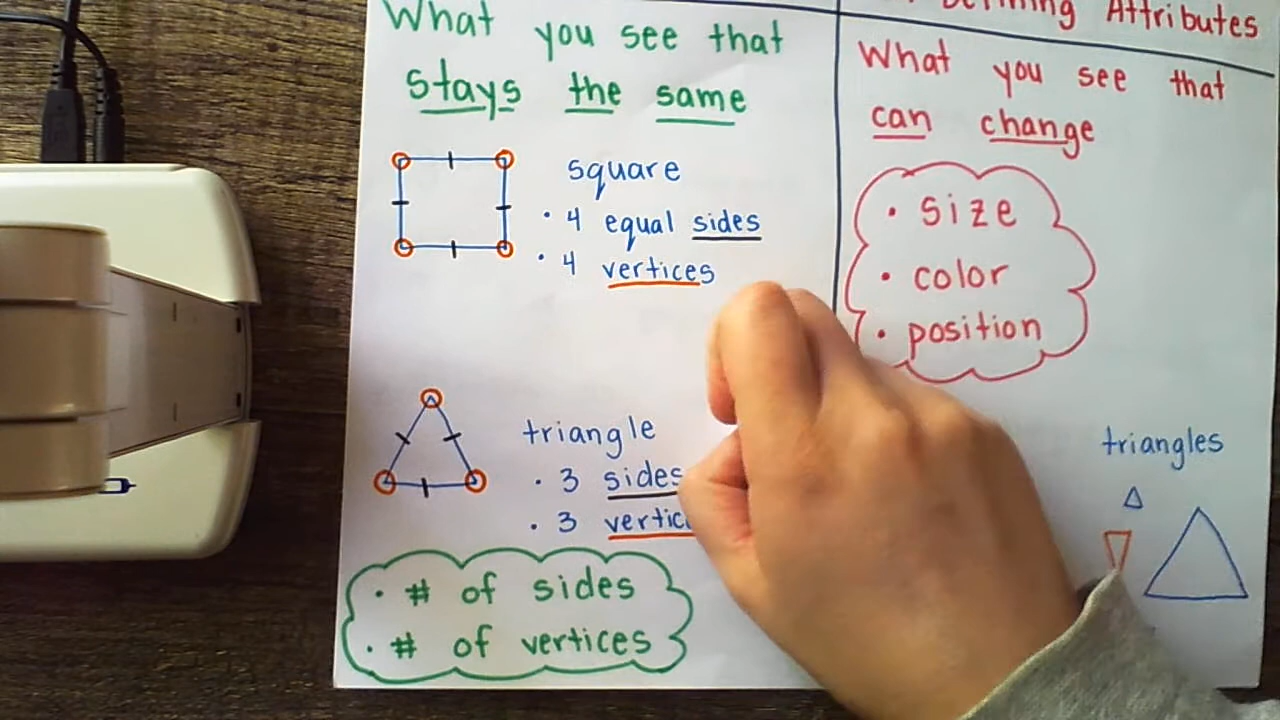 What you see that
stays the same
square
• 4 equal sides
• 4 vertices
triangle
• 3 sides
• 3
• # of sides
• # of vertices
Attributes
What you see that
can change
• size
• color
• position
triangles